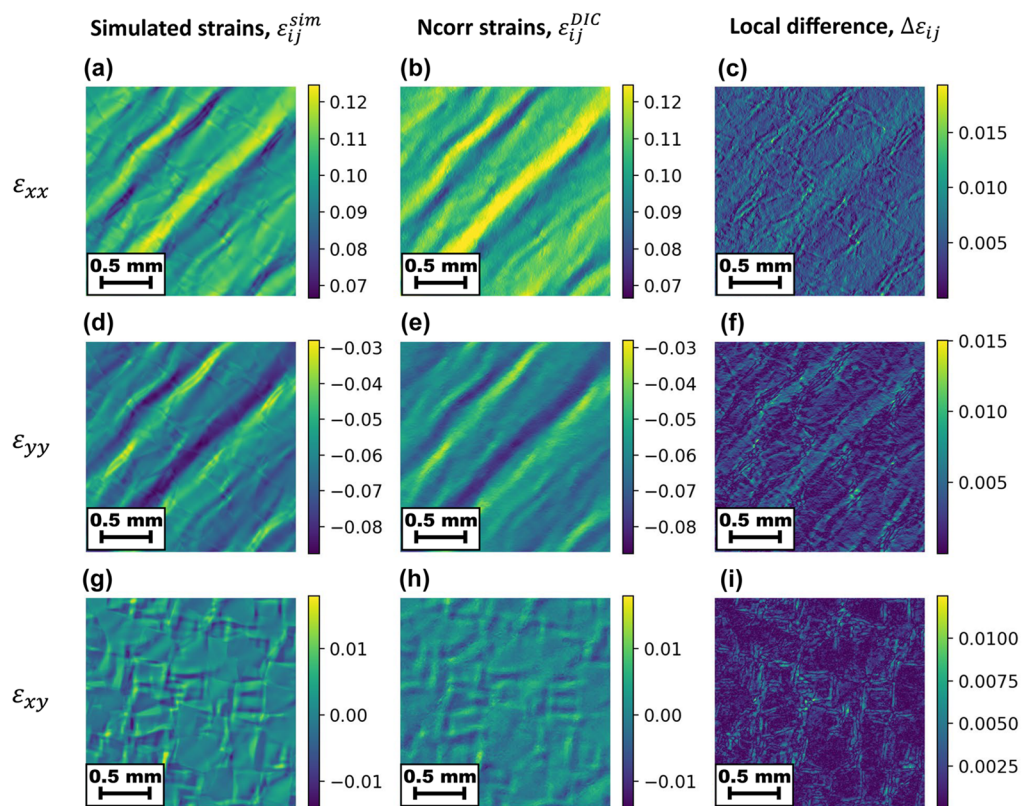 Simulated strains, εᵢⱼˢⁱᵐ Ncorr strains, εᵢⱼᴰᴵᶜ Local difference, Δεᵢⱼ
(a) (b) (c)
εₓₓ
0.12 0.12
0.11 0.11 0.015
0.10 0.10
0.09 0.09 0.010
0.08 0.08 0.005
0.07 0.07
0.5 mm 0.5 mm 0.5 mm
(d) (e) (f)
ε_yy
−0.03 −0.03 0.015
−0.04 −0.04
−0.05 −0.05 0.010
−0.06 −0.06
−0.07 −0.07 0.005
−0.08 −0.08
0.5 mm 0.5 mm 0.5 mm
(g) (h) (i)
ε_xy
0.01 0.01 0.0100
0.0075
0.00 0.00 0.0050
−0.01 −0.01 0.0025
0.5 mm 0.5 mm 0.5 mm